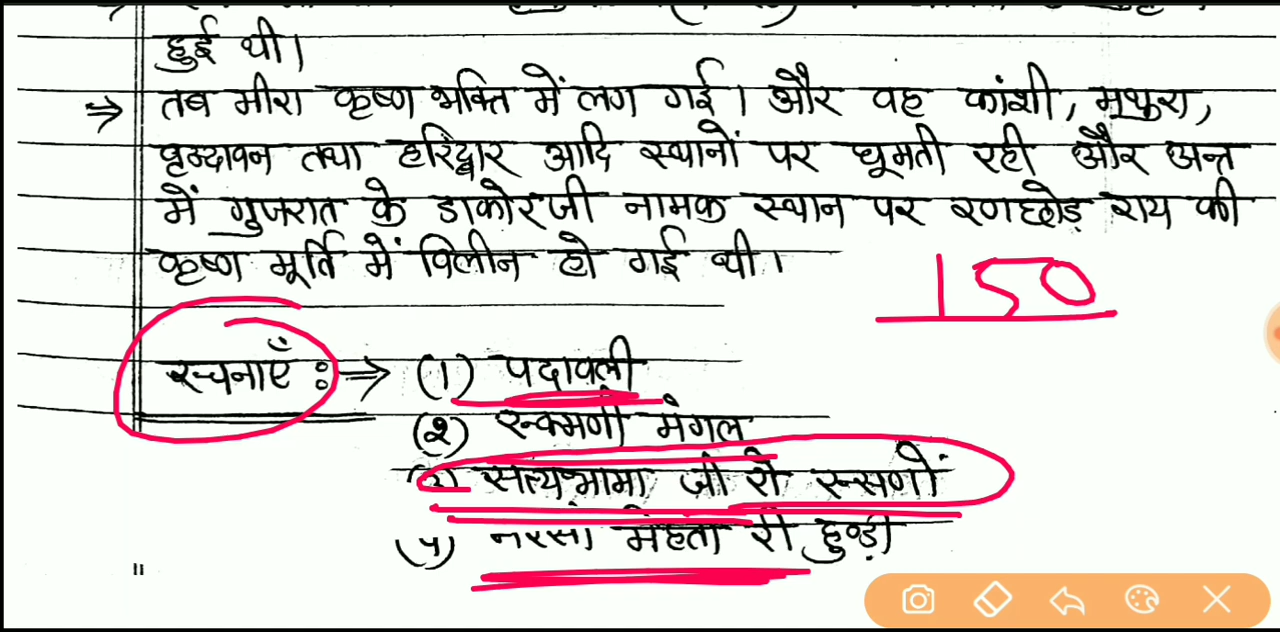 हुई थी।
⇒ तब मीरा कृष्ण भक्ति में लग गई। और वह कांशी, मथुरा,
वृन्दावन तथा हरिद्वार आदि स्थानों पर घूमती रही और अन्त
में गुजरात के डाकोरजी नामक स्थान पर रणछोड़ राय की
कृष्ण मूर्ति में विलीन हो गई थी।
150
रचनाएँ :⇒ (1) पदावली
(2) रुक्मणी मंगल
(3) सत्यभामा जी रो रुसणों
(4) नरसी मेहता री हुण्डी